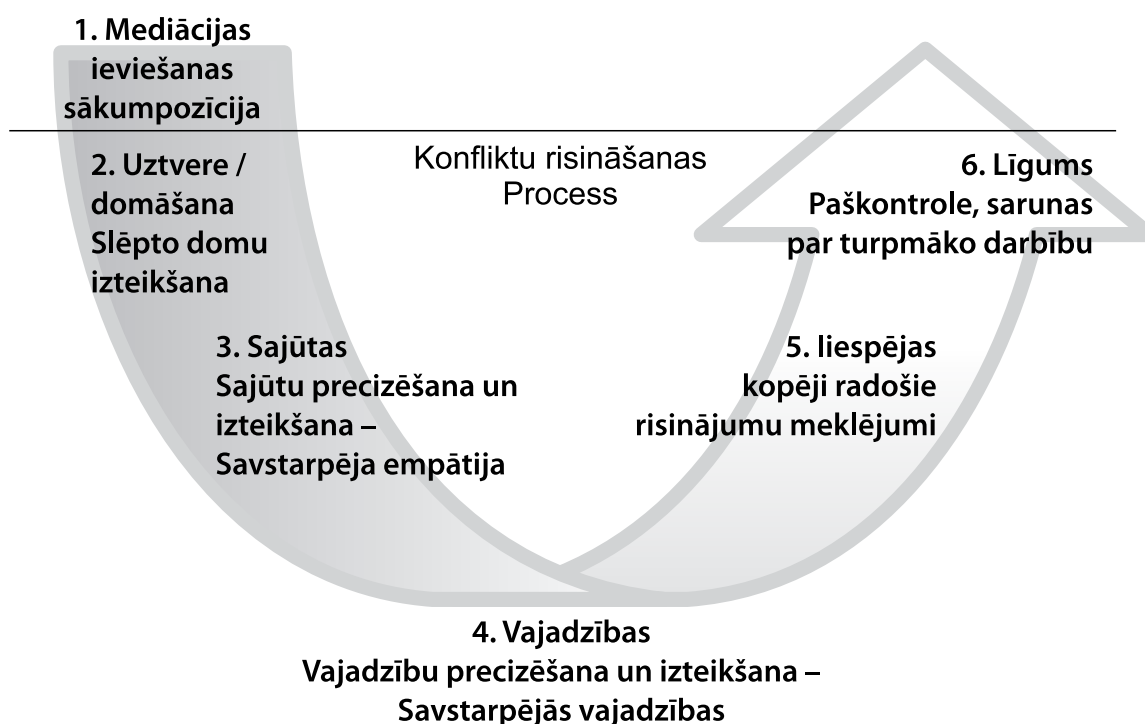 1. Mediācijas
ieviešanas
sākumpozīcija
Konfliktu risināšanas
Process
2. Uztvere /
domāšana
Slēpto domu
izteikšana
3. Sajūtas
Sajūtu precizēšana un
izteikšana –
Savstarpēja empātija
4. Vajadzības
Vajadzību precizēšana un izteikšana –
Savstarpējās vajadzības
5. Iiespējas
kopēji radošie
risinājumu meklējumi
6. Līgums
Paškontrole, sarunas
par turpmāko darbību